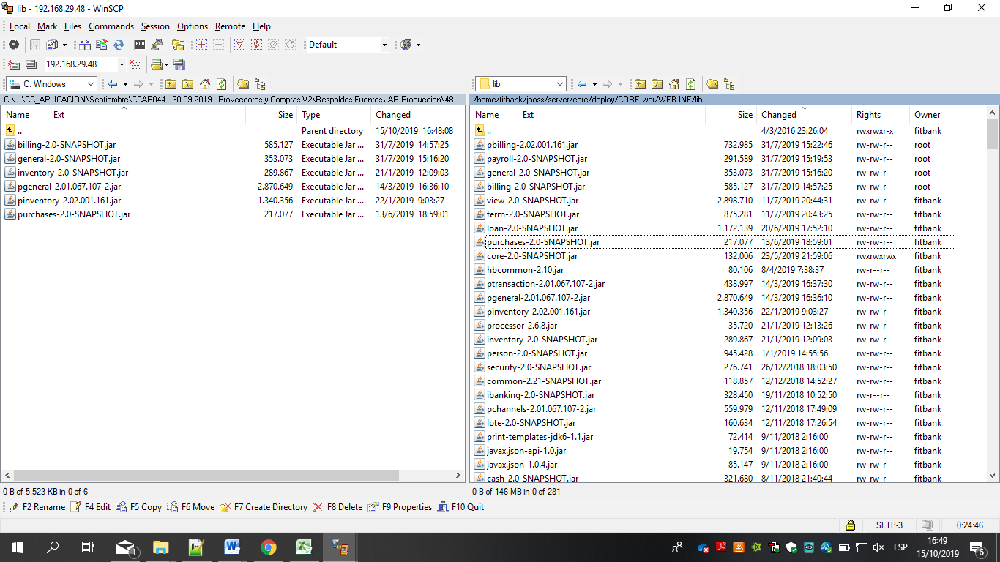 lib - 192.168.29.48 - WinSCP
Local Mark Files Commands Session Options Remote Help
Default
192.168.29.48
C: Windows
lib
C:\...\CC_APLICACION\Septiembre\CCAP044 - 30-09-2019 - Proveedores y Compras V2\Respaldos Fuentes JAR Produccion\48
/home/fitbank/jboss/server/core/deploy/CORE.war/WEB-INF/lib
Name Ext Size Type Changed
.. Parent directory 15/10/2019 16:48:08
billing-2.0-SNAPSHOT.jar 585.127 Executable Jar ... 31/7/2019 14:57:25
general-2.0-SNAPSHOT.jar 353.073 Executable Jar ... 31/7/2019 15:16:20
inventory-2.0-SNAPSHOT.jar 289.867 Executable Jar ... 21/1/2019 12:09:03
pgeneral-2.01.067.107-2.jar 2.870.649 Executable Jar ... 14/3/2019 16:36:10
pinventory-2.02.001.161.jar 1.340.356 Executable Jar ... 22/1/2019 9:03:27
purchases-2.0-SNAPSHOT.jar 217.077 Executable Jar ... 13/6/2019 18:59:01
Name Ext Size Changed Rights Owner
.. 4/3/2016 23:26:04 rwxrwxr-x fitbank
pbilling-2.02.001.161.jar 732.985 31/7/2019 15:22:46 rw-rw-r-- root
payroll-2.0-SNAPSHOT.jar 291.589 31/7/2019 15:19:53 rw-rw-r-- root
general-2.0-SNAPSHOT.jar 353.073 31/7/2019 15:16:20 rw-rw-r-- root
billing-2.0-SNAPSHOT.jar 585.127 31/7/2019 14:57:25 rw-rw-r-- root
view-2.0-SNAPSHOT.jar 2.898.710 11/7/2019 20:44:31 rw-rw-r-- fitbank
term-2.0-SNAPSHOT.jar 875.281 11/7/2019 20:43:25 rw-rw-r-- fitbank
loan-2.0-SNAPSHOT.jar 1.172.139 20/6/2019 17:52:10 rw-rw-r-- fitbank
purchases-2.0-SNAPSHOT.jar 217.077 13/6/2019 18:59:01 rw-rw-r-- fitbank
core-2.0-SNAPSHOT.jar 132.006 23/5/2019 21:59:06 rwxrwxrwx fitbank
hbcommon-2.10.jar 80.106 8/4/2019 7:38:37 rw-r--r-- fitbank
ptransaction-2.01.067.107-2.jar 438.997 14/3/2019 16:37:30 rw-rw-r-- fitbank
pgeneral-2.01.067.107-2.jar 2.870.649 14/3/2019 16:36:10 rw-rw-r-- fitbank
pinventory-2.02.001.161.jar 1.340.356 22/1/2019 9:03:27 rw-rw-r-- fitbank
processor-2.6.8.jar 35.720 21/1/2019 12:13:26 rw-rw-r-- fitbank
inventory-2.0-SNAPSHOT.jar 289.867 21/1/2019 12:09:03 rw-rw-r-- fitbank
person-2.0-SNAPSHOT.jar 945.428 1/1/2019 14:55:56 rw-rw-r-- fitbank
security-2.0-SNAPSHOT.jar 276.741 26/12/2018 18:03:50 rw-rw-r-- fitbank
common-2.21-SNAPSHOT.jar 118.857 12/12/2018 14:52:27 rw-rw-r-- fitbank
ibanking-2.0-SNAPSHOT.jar 328.450 19/11/2018 10:52:50 rw-r--r-- fitbank
pchannels-2.01.067.107-2.jar 559.979 12/11/2018 17:49:09 rw-rw-r-- fitbank
lote-2.0-SNAPSHOT.jar 160.634 12/11/2018 17:26:54 rw-rw-r-- fitbank
print-templates-jdk6-1.1.jar 72.414 9/11/2018 2:16:00 rw-rw-r-- fitbank
javax.json-api-1.0.jar 19.754 9/11/2018 2:16:00 rw-rw-r-- fitbank
javax.json-1.0.4.jar 85.147 9/11/2018 2:16:00 rw-rw-r-- fitbank
cash-2.0-SNAPSHOT.jar 321.680 8/11/2018 21:40:44 rw-rw-r-- fitbank
0 B of 5.523 KB in 0 of 6
0 B of 146 MB in 0 of 281
F2 Rename F4 Edit F5 Copy F6 Move F7 Create Directory F8 Delete F9 Properties F10 Quit
SFTP-3 0:24:46
1 ESP 16:49
15/10/2019 6